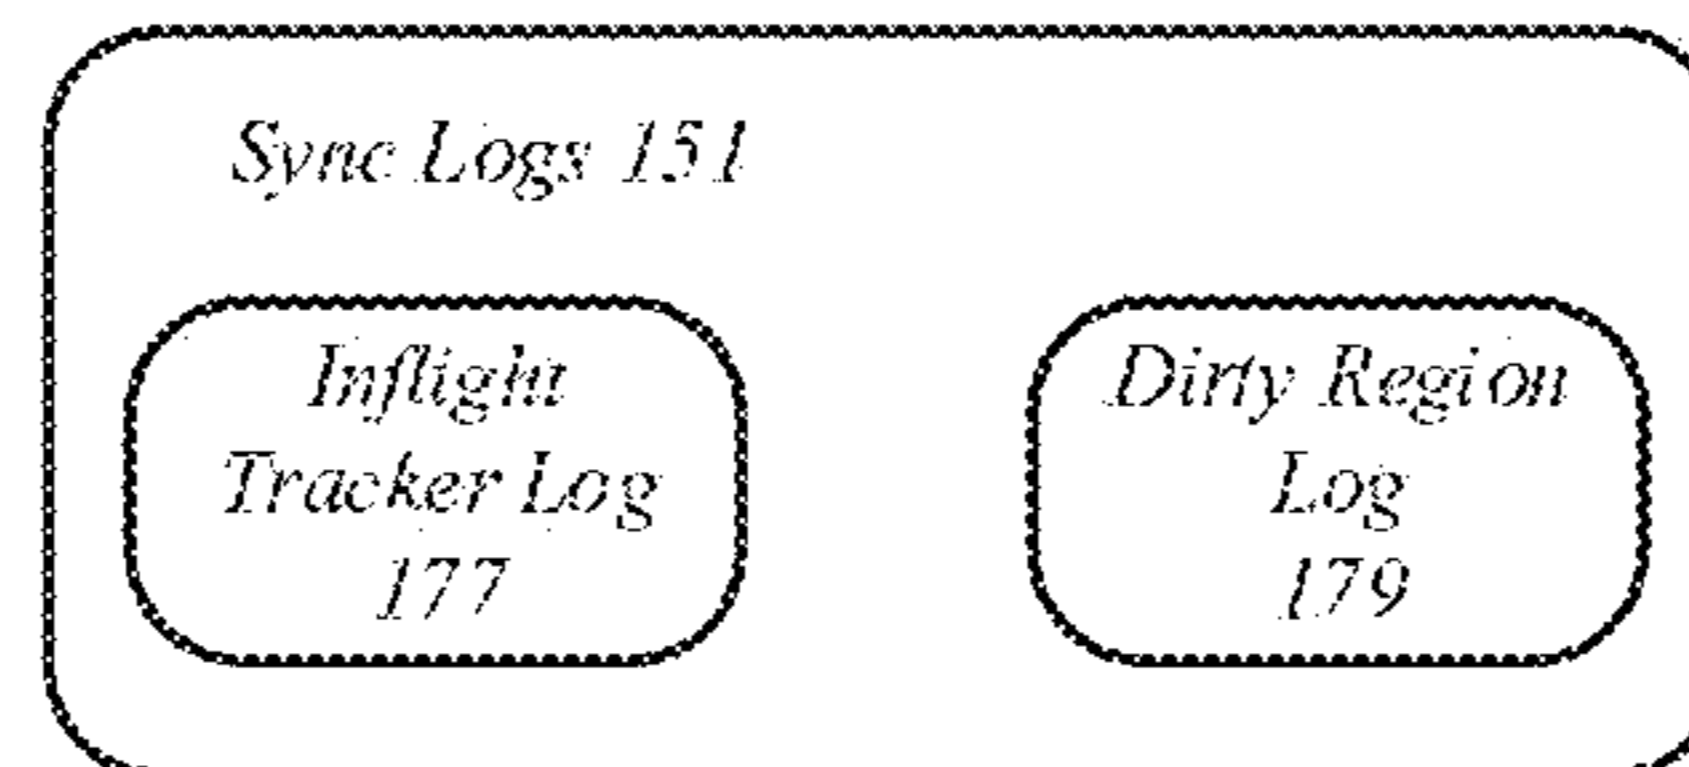 Sync Logs 151
Inflight
Tracker Log
177
Dirty Region
Log
179